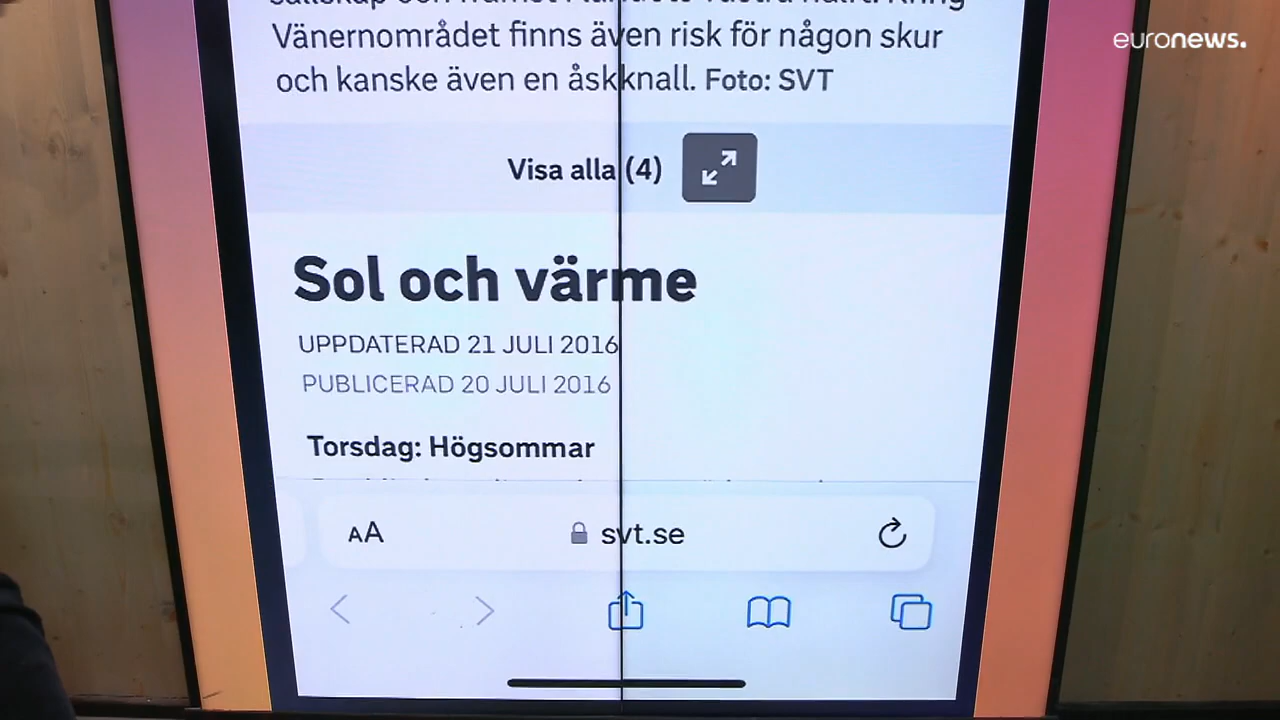 euronews.
Vänernområdet finns även risk för någon skur
och kanske även en åskknall. Foto: SVT
Visa alla (4)
Sol och värme
UPPDATERAD 21 JULI 2016
PUBLICERAD 20 JULI 2016
Torsdag: Högsommar
AA
svt.se